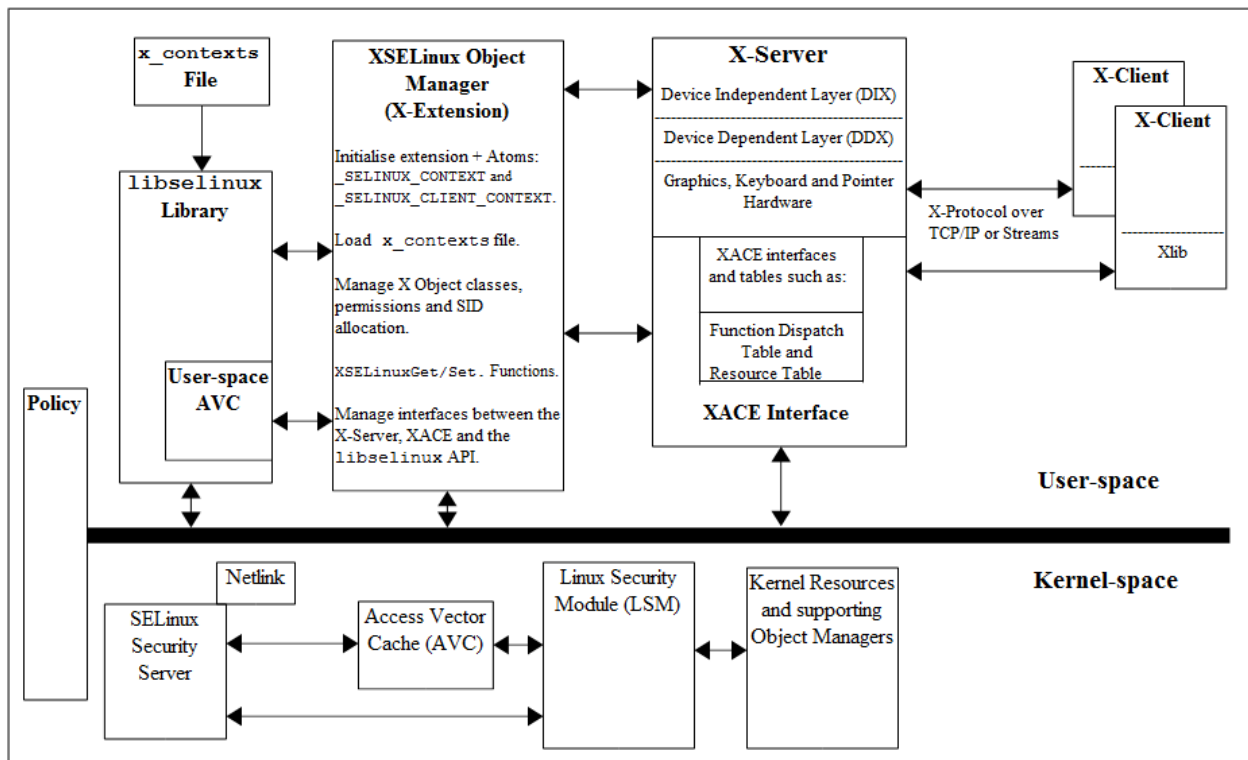 x_contexts
File
libselinux
Library
User-space
AVC
Policy
XSELinux Object
Manager
(X-Extension)
Initialise extension + Atoms:
_SELINUX_CONTEXT and
_SELINUX_CLIENT_CONTEXT.
Load x_contexts file.
Manage X Object classes,
permissions and SID
allocation.
XSELinuxGet/Set. Functions.
Manage interfaces between the
X-Server, XACE and the
libselinux API.
X-Server
Device Independent Layer (DIX)
Device Dependent Layer (DDX)
Graphics, Keyboard and Pointer
Hardware
XACE interfaces
and tables such as:
Function Dispatch
Table and
Resource Table
XACE Interface
X-Client
X-Client
Xlib
X-Protocol over
TCP/IP or Streams
User-space
Kernel-space
Netlink
SELinux
Security
Server
Access Vector
Cache (AVC)
Linux Security
Module (LSM)
Kernel Resources
and supporting
Object Managers